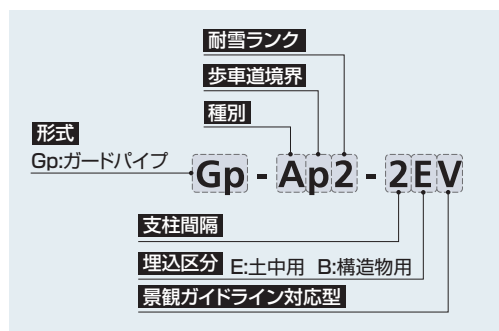 耐雪ランク
歩車道境界
種別
形式
Gp:ガードパイプ
Gp - Ap2 - 2EV
支柱間隔
埋込区分 E:土中用 B:構造物用
景観ガイドライン対応型